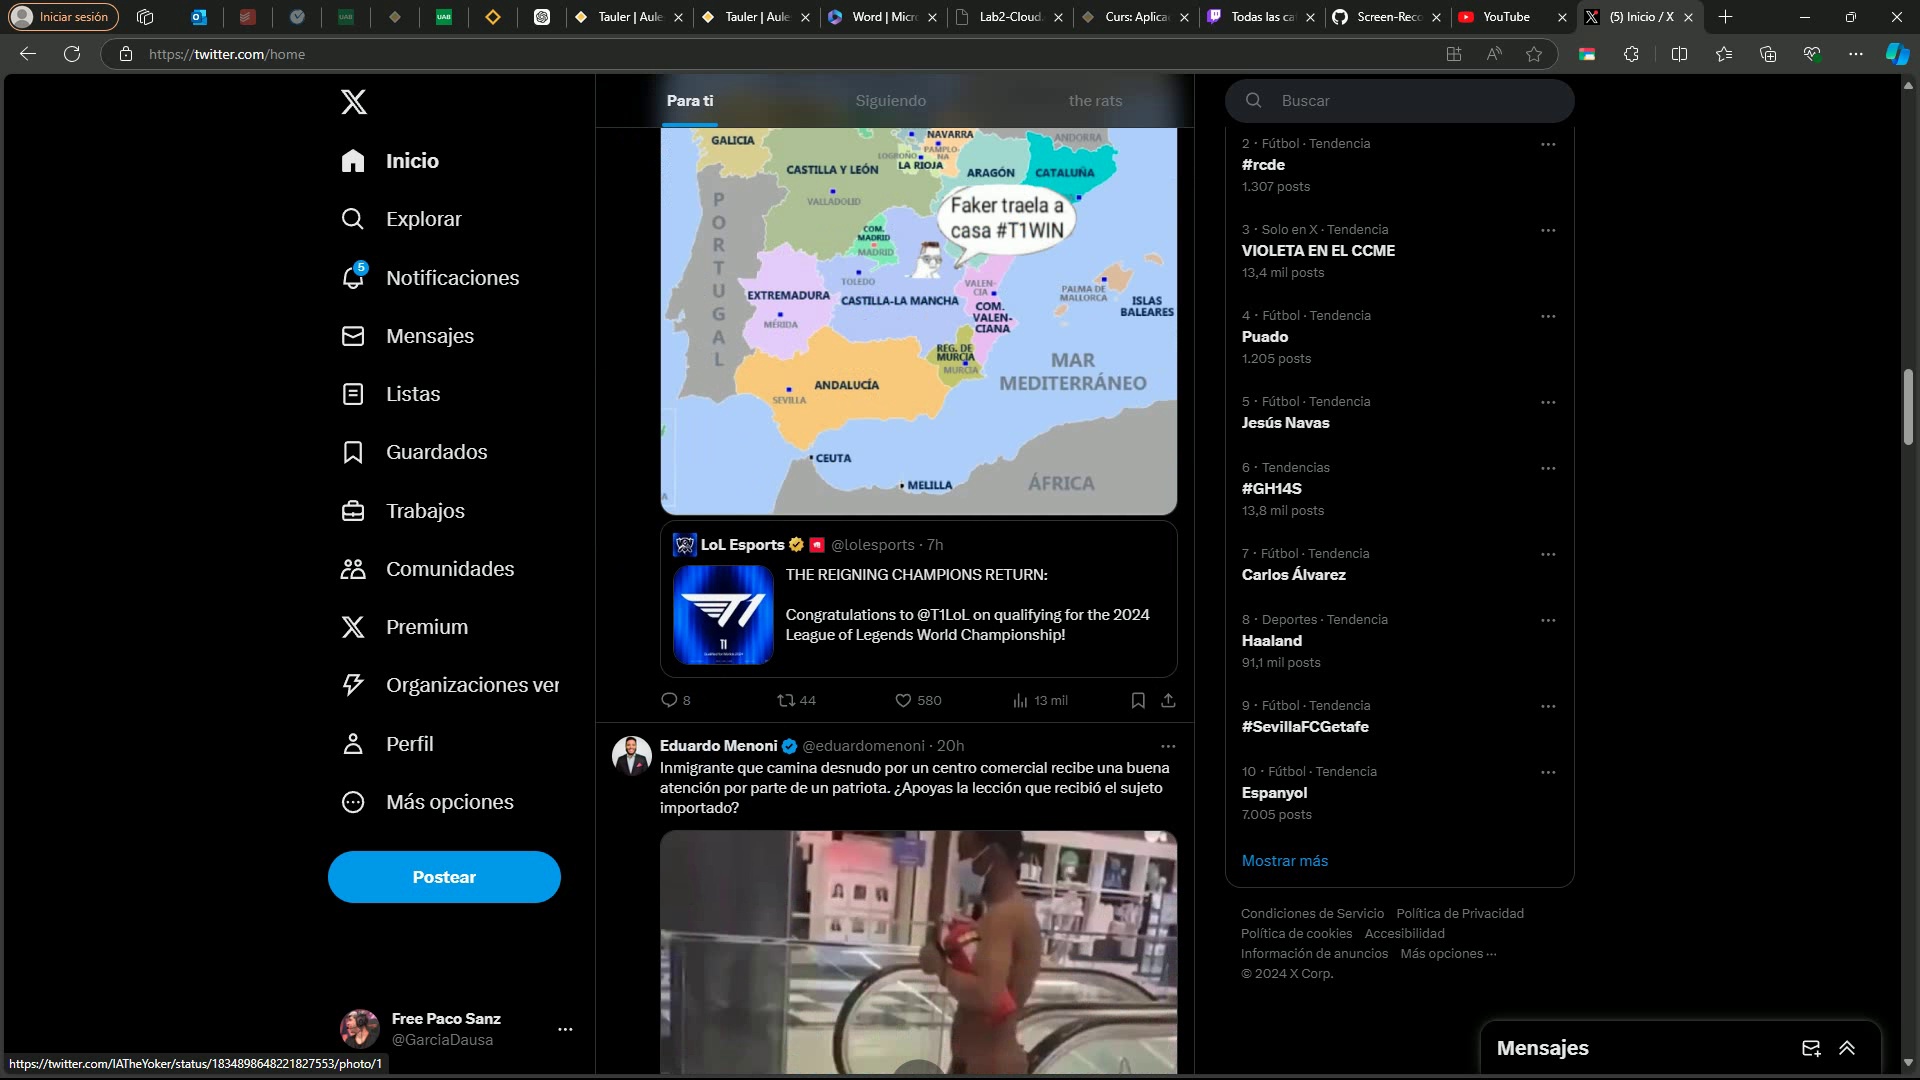 Iniciar sesión
Tauler | Aule
Tauler | Aule
Word | Micro
Lab2-Cloud
Curs: Aplica
Todas las ca
Screen-Reco
YouTube
(5) Inicio / X
https://twitter.com/home
Inicio
Explorar
5
Notificaciones
Mensajes
Listas
Guardados
Trabajos
Comunidades
Premium
Organizaciones ver
Perfil
Más opciones
Postear
Free Paco Sanz
@GarciaDausa
https://twitter.com/IATheYoker/status/1834898648221827553/photo/1
Para ti
Siguiendo
the rats
GALICIA
NAVARRA
PAMPLO-
NA
ANDORRA
LOGROÑO
LA RIOJA
CASTILLA Y LEÓN
ARAGÓN
CATALUÑA
VALLADOLID
PORTUGAL
Faker traela a
casa #T1WIN
COM.
MADRID
MADRID
TOLEDO
EXTREMADURA
MÉRIDA
CASTILLA-LA MANCHA
VALEN-
CIA
COM.
VALEN-
CIANA
PALMA DE
MALLORCA
ISLAS
BALEARES
REG. DE
MURCIA
MURCIA
ANDALUCÍA
SEVILLA
MAR
MEDITERRÁNEO
CEUTA
MELILLA
ÁFRICA
LoL Esports @lolesports · 7h
THE REIGNING CHAMPIONS RETURN:
Congratulations to @T1LoL on qualifying for the 2024
League of Legends World Championship!
T1
8
44
580
13 mil
Eduardo Menoni @eduardomenoni · 20h
Inmigrante que camina desnudo por un centro comercial recibe una buena
atención por parte de un patriota. ¿Apoyas la lección que recibió el sujeto
importado?
Buscar
2 · Fútbol · Tendencia
#rcde
1.307 posts
3 · Solo en X · Tendencia
VIOLETA EN EL CCME
13,4 mil posts
4 · Fútbol · Tendencia
Puado
1.205 posts
5 · Fútbol · Tendencia
Jesús Navas
6 · Tendencias
#GH14S
13,8 mil posts
7 · Fútbol · Tendencia
Carlos Álvarez
8 · Deportes · Tendencia
Haaland
91,1 mil posts
9 · Fútbol · Tendencia
#SevillaFCGetafe
10 · Fútbol · Tendencia
Espanyol
7.005 posts
Mostrar más
Condiciones de Servicio Política de Privacidad
Política de cookies Accesibilidad
Información de anuncios Más opciones ···
© 2024 X Corp.
Mensajes